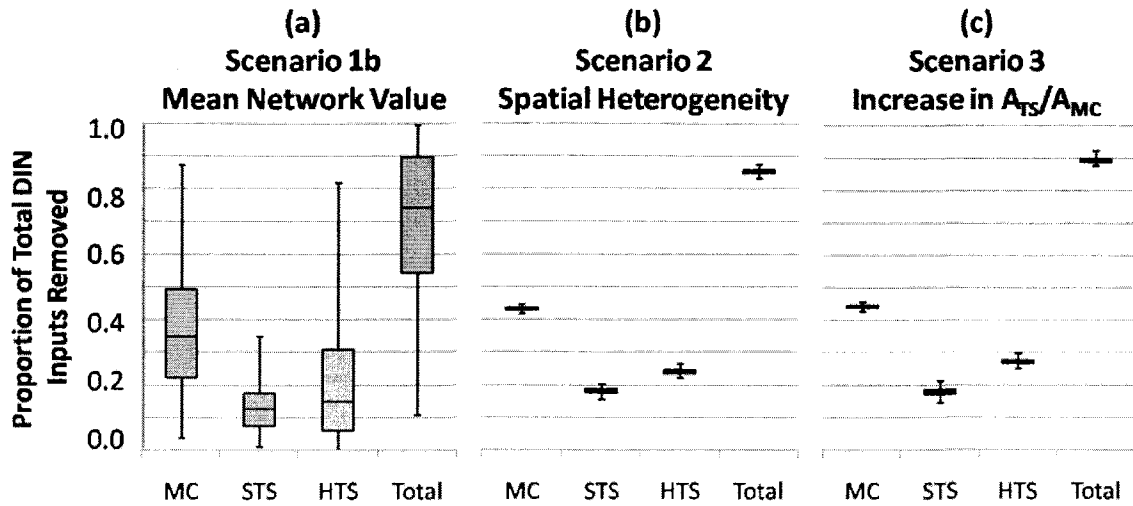 (a)
Scenario 1b
Mean Network Value
(b)
Scenario 2
Spatial Heterogeneity
(c)
Scenario 3
Increase in A_TS/A_MC
Proportion of Total DIN
Inputs Removed
1.0
0.8
0.6
0.4
0.2
0.0
MC STS HTS Total
MC STS HTS Total
MC STS HTS Total